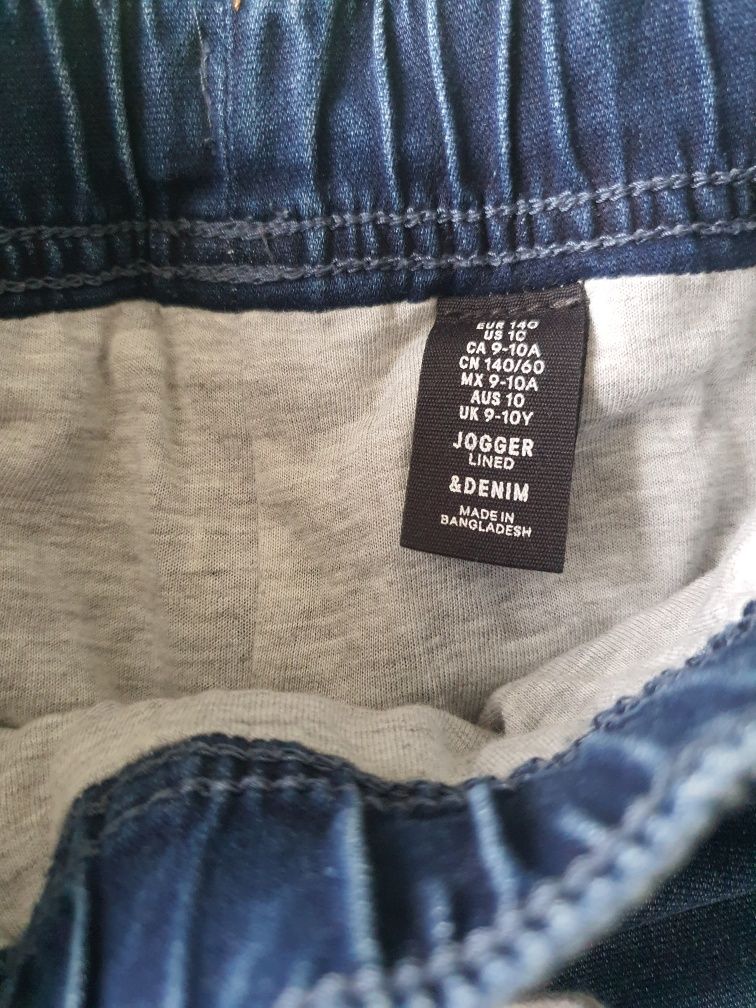 EUR 140
US 10
CA 9-10A
CN 140/60
MX 9-10A
AUS 10
UK 9-10Y
JOGGER
LINED
&DENIM
MADE IN
BANGLADESH